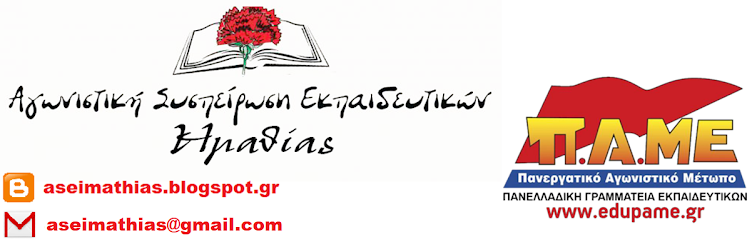 Αγωνιστική Συσπείρωση Εκπαιδευτικών
Ημαθίας
aseimathias.blogspot.gr
aseimathias@gmail.com
Π.Α.ΜΕ
Πανεργατικό Αγωνιστικό Μέτωπο
ΠΑΝΕΛΛΑΔΙΚΗ ΓΡΑΜΜΑΤΕΙΑ ΕΚΠΑΙΔΕΥΤΙΚΩΝ
www.edupame.gr